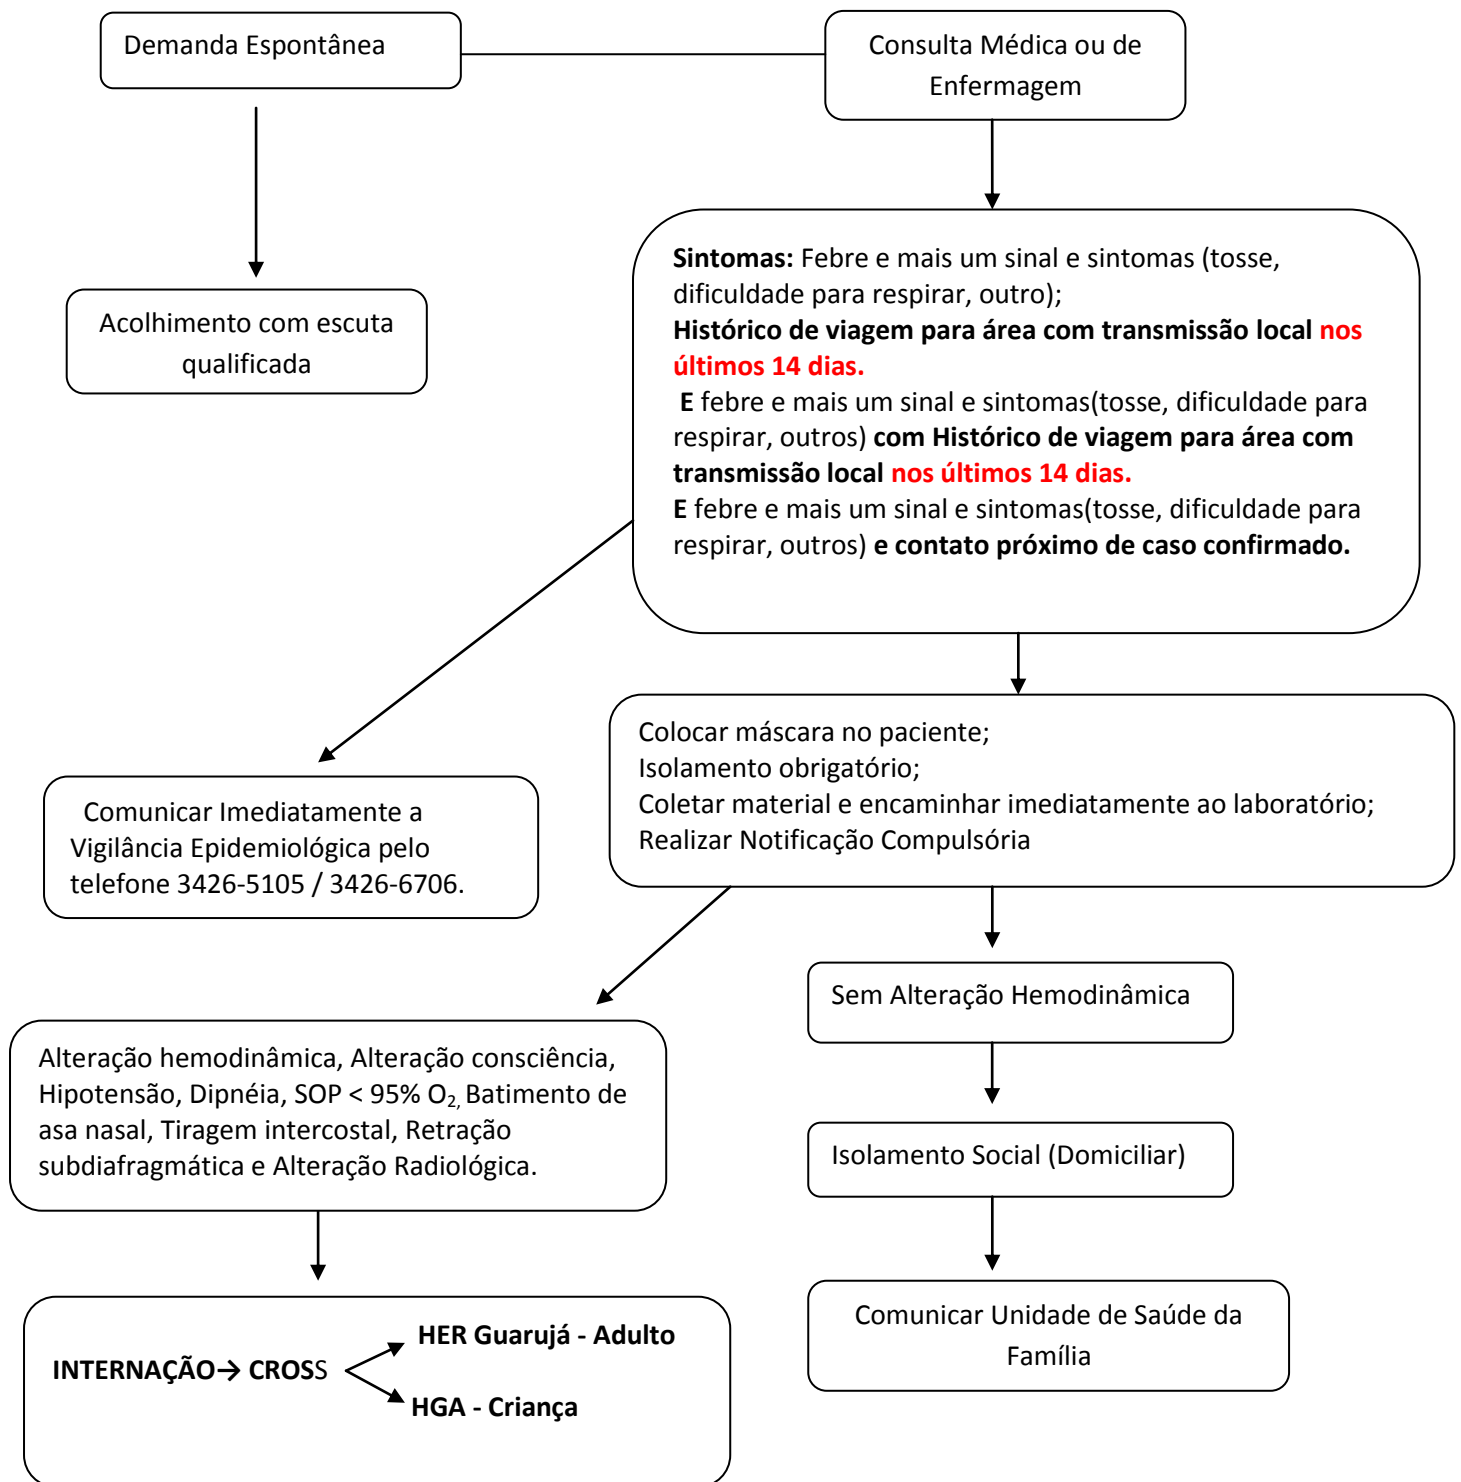 Demanda Espontânea
Consulta Médica ou de
Enfermagem
Acolhimento com escuta
qualificada
Sintomas: Febre e mais um sinal e sintomas (tosse,
dificuldade para respirar, outro);
Histórico de viagem para área com transmissão local nos
últimos 14 dias.
E febre e mais um sinal e sintomas(tosse, dificuldade para
respirar, outros) com Histórico de viagem para área com
transmissão local nos últimos 14 dias.
E febre e mais um sinal e sintomas(tosse, dificuldade para
respirar, outros) e contato próximo de caso confirmado.
Comunicar Imediatamente a
Vigilância Epidemiológica pelo
telefone 3426-5105 / 3426-6706.
Colocar máscara no paciente;
Isolamento obrigatório;
Coletar material e encaminhar imediatamente ao laboratório;
Realizar Notificação Compulsória
Alteração hemodinâmica, Alteração consciência,
Hipotensão, Dipnéia, SOP < 95% O₂, Batimento de
asa nasal, Tiragem intercostal, Retração
subdiafragmática e Alteração Radiológica.
Sem Alteração Hemodinâmica
Isolamento Social (Domiciliar)
Comunicar Unidade de Saúde da
Família
INTERNAÇÃO→ CROSS
HER Guarujá - Adulto
HGA - Criança